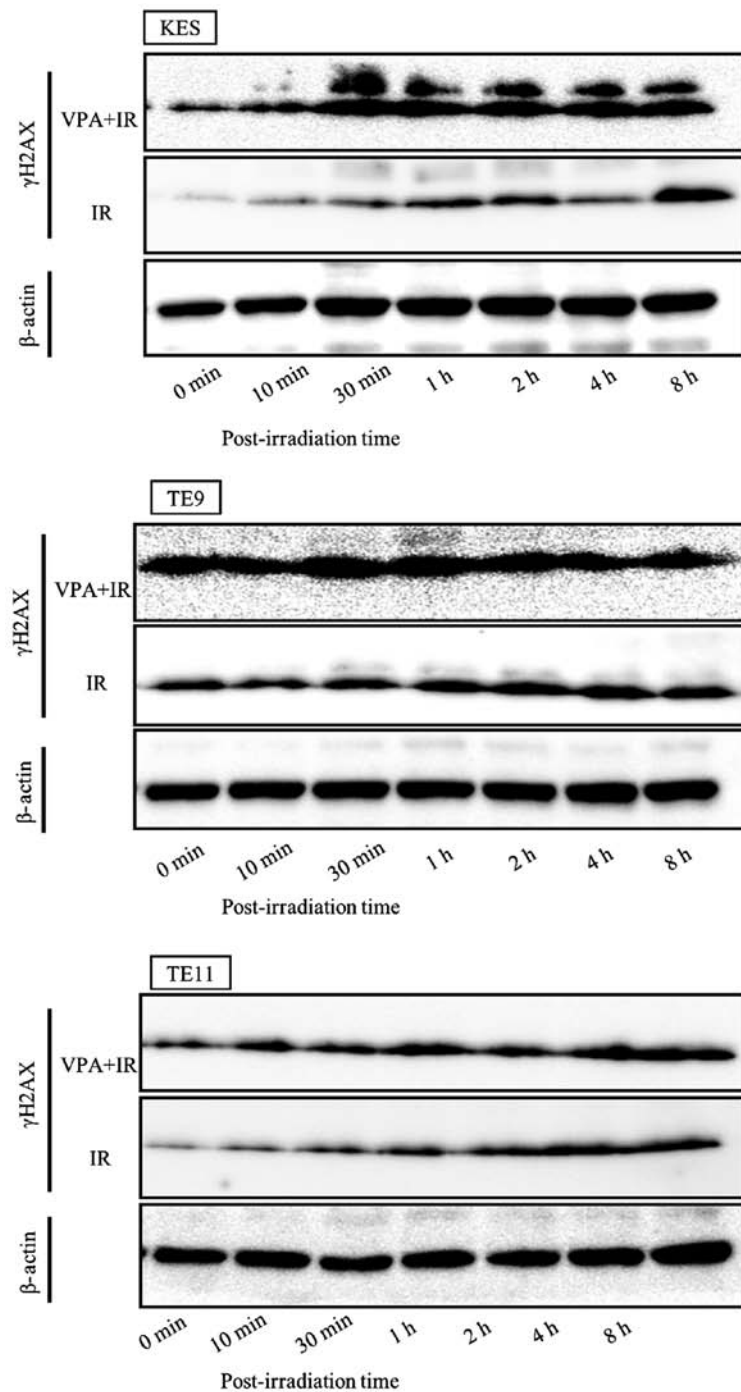 KES
γH2AX
VPA+IR
IR
β-actin
0 min 10 min 30 min 1 h 2 h 4 h 8 h
Post-irradiation time
TE9
γH2AX
VPA+IR
IR
β-actin
0 min 10 min 30 min 1 h 2 h 4 h 8 h
Post-irradiation time
TE11
γH2AX
VPA+IR
IR
β-actin
0 min 10 min 30 min 1 h 2 h 4 h 8 h
Post-irradiation time